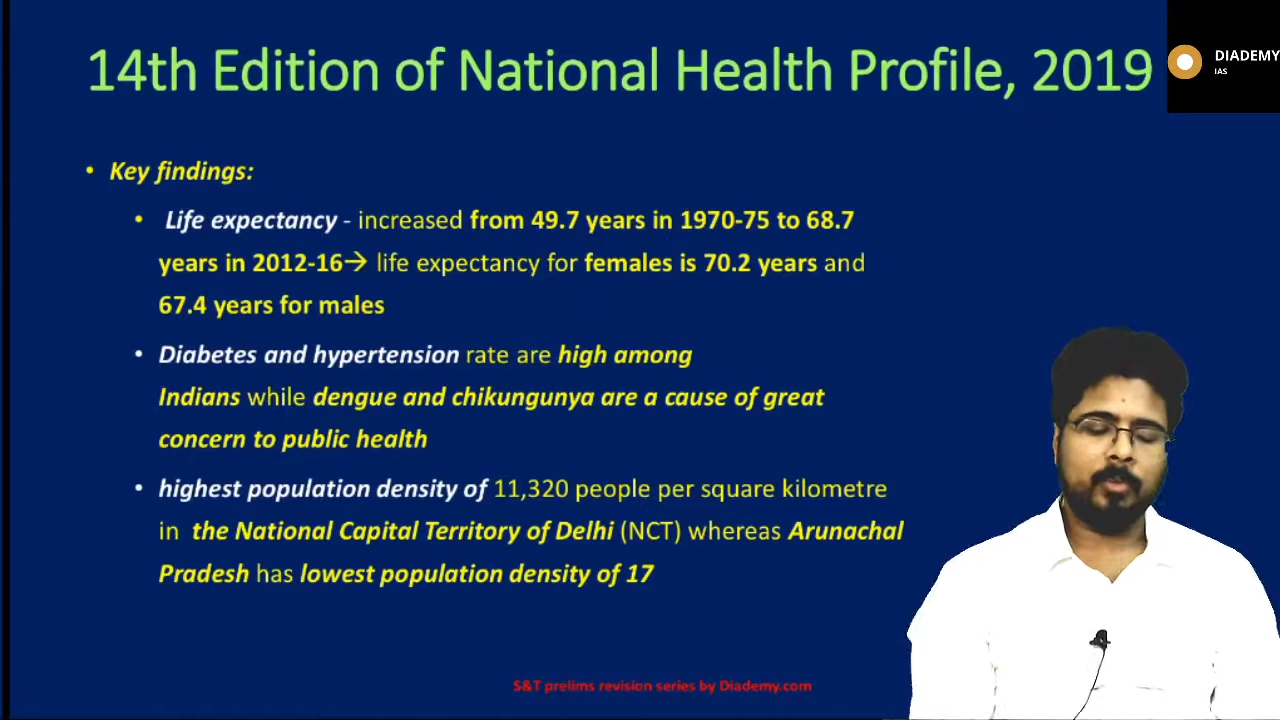 14th Edition of National Health Profile, 2019
DIADEMY
IAS
• Key findings:
• Life expectancy - increased from 49.7 years in 1970-75 to 68.7
years in 2012-16→ life expectancy for females is 70.2 years and
67.4 years for males
• Diabetes and hypertension rate are high among
Indians while dengue and chikungunya are a cause of great
concern to public health
• highest population density of 11,320 people per square kilometre
in the National Capital Territory of Delhi (NCT) whereas Arunachal
Pradesh has lowest population density of 17
S&T prelims revision series by Diademy.com